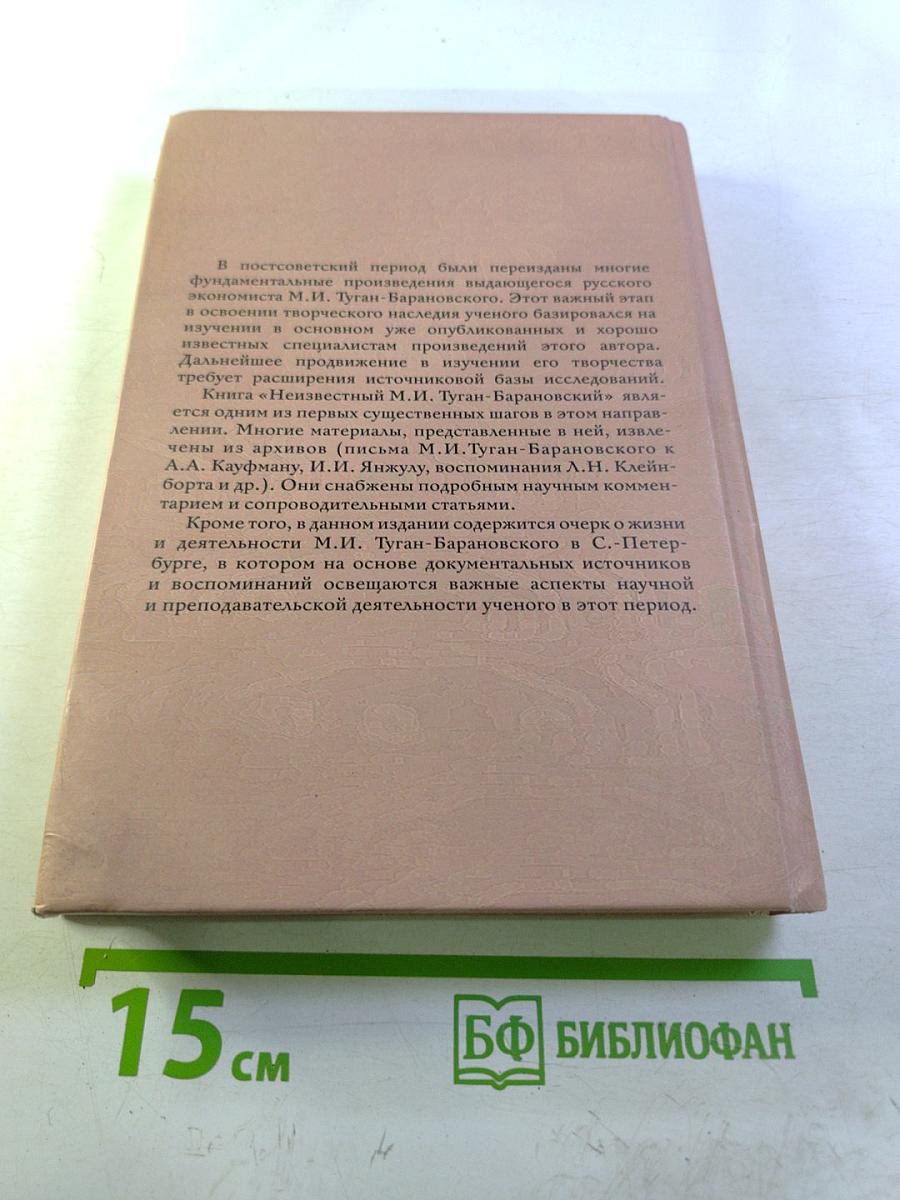 В постсоветский период были переизданы многие
фундаментальные произведения выдающегося русского
экономиста М.И. Туган-Барановского. Этот важный этап
в освоении творческого наследия ученого базировался на
изучении в основном уже опубликованных и хорошо
известных специалистам произведений этого автора.
Дальнейшее продвижение в изучении его творчества
требует расширения источниковой базы исследований.
Книга «Неизвестный М.И. Туган-Барановский» явля-
ется одним из первых существенных шагов в этом направ-
лении. Многие материалы, представленные в ней, извле-
чены из архивов (письма М.И.Туган-Барановского к
А.А. Кауфману, И.И. Янжулу, воспоминания Л.Н. Клейн-
борта и др.). Они снабжены подробным научным коммен-
тарием и сопроводительными статьями.
Кроме того, в данном издании содержится очерк о жизни
и деятельности М.И. Туган-Барановского в С.-Петер-
бурге, в котором на основе документальных источников
и воспоминаний освещаются важные аспекты научной
и преподавательской деятельности ученого в этот период.
15 см
БФ БИБЛИОФАН